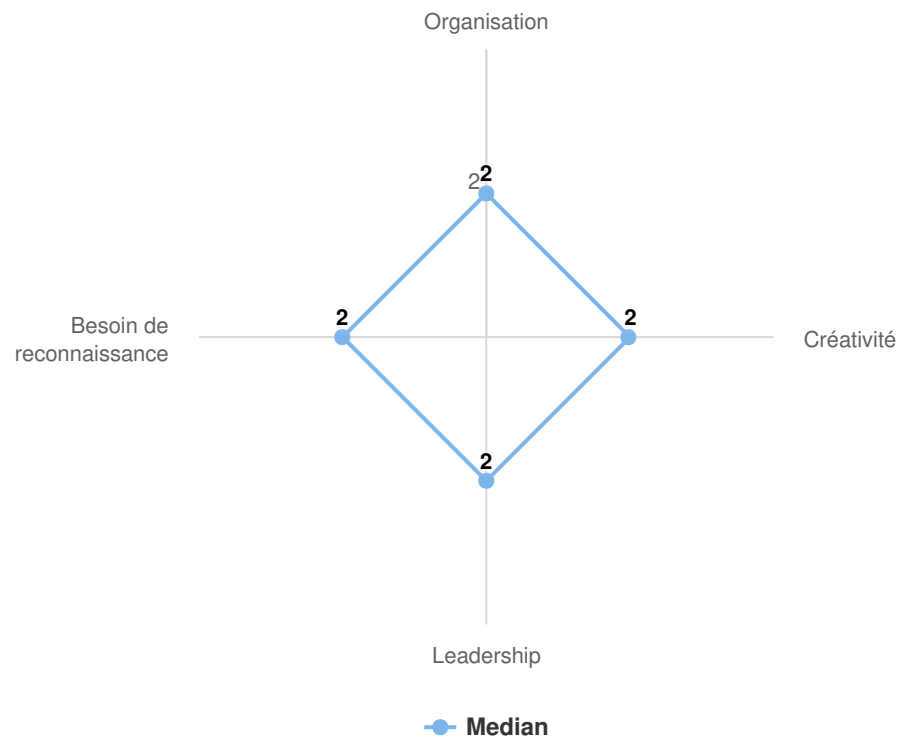 Organisation
2
2
2
2
Besoin de
reconnaissance
Créativité
2
Leadership
Median